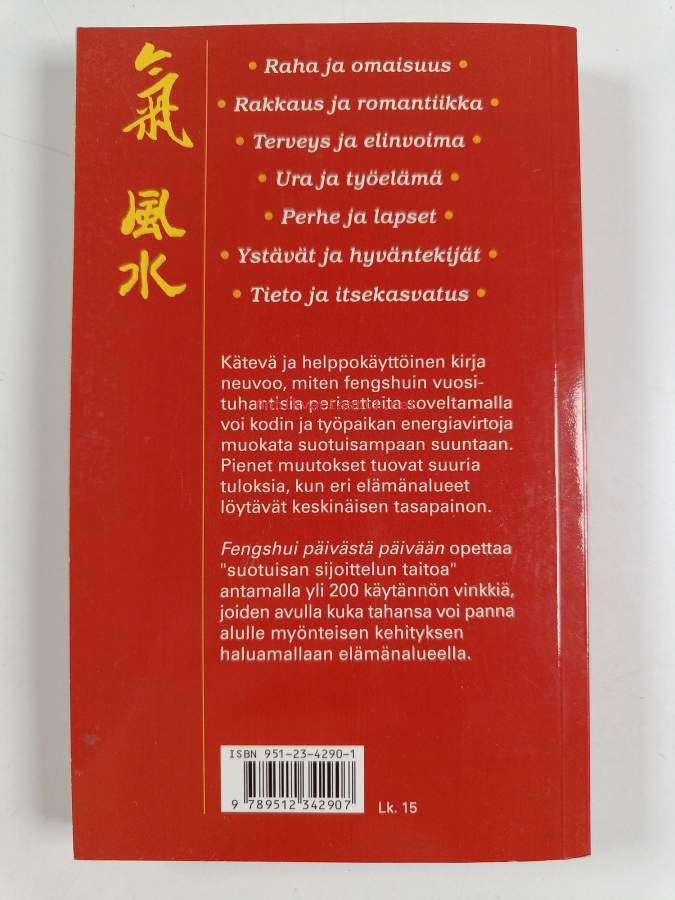 氣
風
水
• Raha ja omaisuus •
• Rakkaus ja romantiikka •
• Terveys ja elinvoima •
• Ura ja työelämä •
• Perhe ja lapset •
• Ystävät ja hyväntekijät •
• Tieto ja itsekasvatus •
Kätevä ja helppokäyttöinen kirja
neuvoo, miten fengshuin vuosi-
tuhantisia periaatteita soveltamalla
voi kodin ja työpaikan energiavirtoja
muokata suotuisampaan suuntaan.
Pienet muutokset tuovat suuria
tuloksia, kun eri elämänalueet
löytävät keskinäisen tasapainon.
Fengshui päivästä päivään opettaa
"suotuisan sijoittelun taitoa"
antamalla yli 200 käytännön vinkkiä,
joiden avulla kuka tahansa voi panna
alulle myönteisen kehityksen
haluamallaan elämänalueella.
ISBN 951-23-4290-1
9 789512 342907
Lk. 15